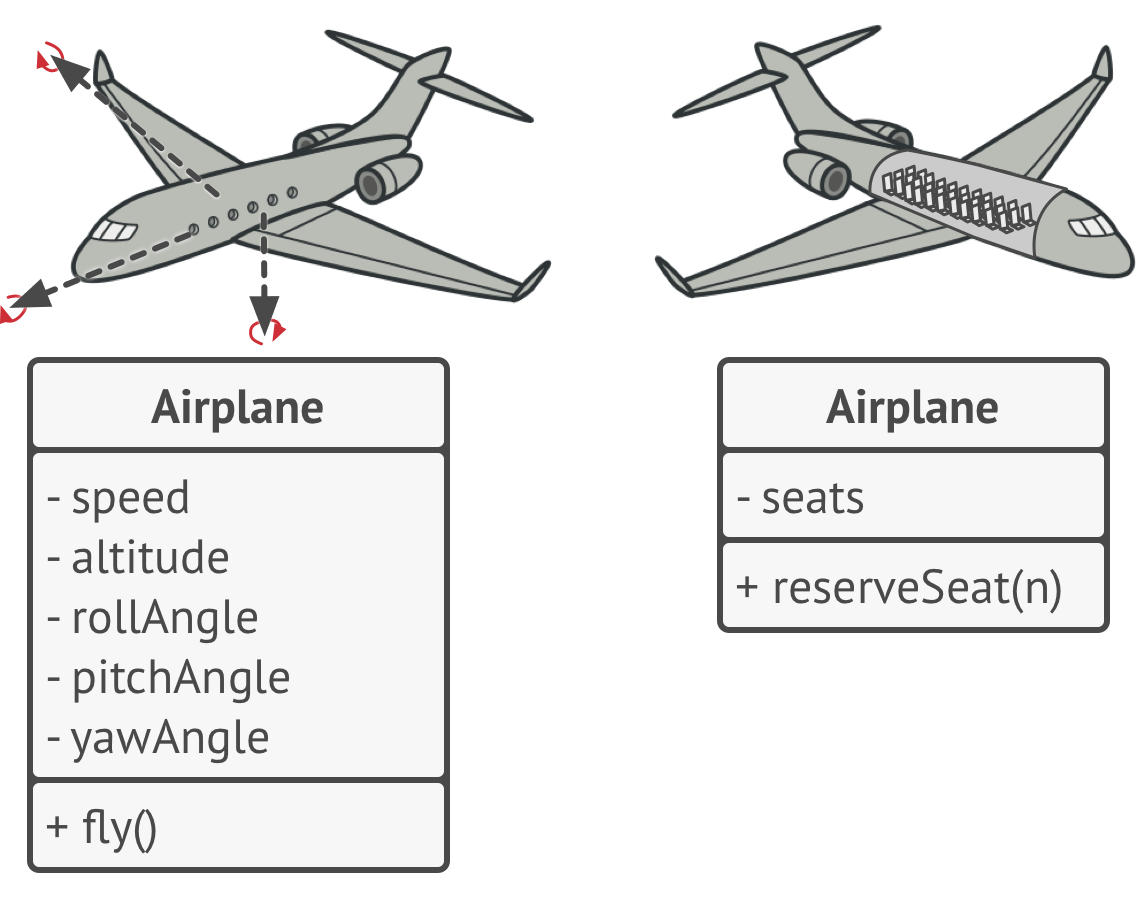 Airplane
- speed
- altitude
- rollAngle
- pitchAngle
- yawAngle
+ fly()
Airplane
- seats
+ reserveSeat(n)